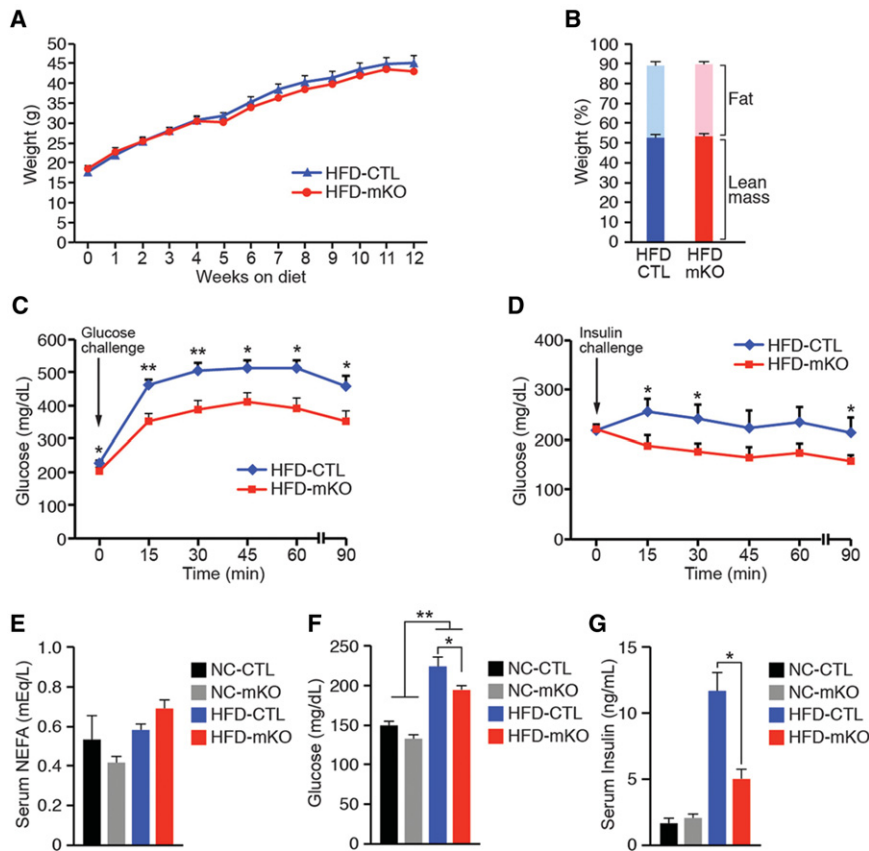 A
Weight (g)
50
45
40
35
30
25
20
15
10
5
0
HFD-CTL
HFD-mKO
0 1 2 3 4 5 6 7 8 9 10 11 12
Weeks on diet
B
Weight (%)
100
90
80
70
60
50
40
30
20
10
0
Fat
Lean
mass
HFD HFD
CTL mKO
C
Glucose
challenge
Glucose (mg/dL)
600
500
400
300
200
100
0
* ** ** * * *
HFD-CTL
HFD-mKO
0 15 30 45 60 90
Time (min)
D
Insulin
challenge
Glucose (mg/dL)
400
300
200
100
0
* * *
HFD-CTL
HFD-mKO
0 15 30 45 60 90
Time (min)
E
Serum NEFA (mEq/L)
1.0
0.8
0.6
0.4
0.2
0
NC-CTL
NC-mKO
HFD-CTL
HFD-mKO
F
Glucose (mg/dL)
250
200
150
100
50
0
**
*
NC-CTL
NC-mKO
HFD-CTL
HFD-mKO
G
Serum Insulin (ng/mL)
15
10
5
0
*
NC-CTL
NC-mKO
HFD-CTL
HFD-mKO